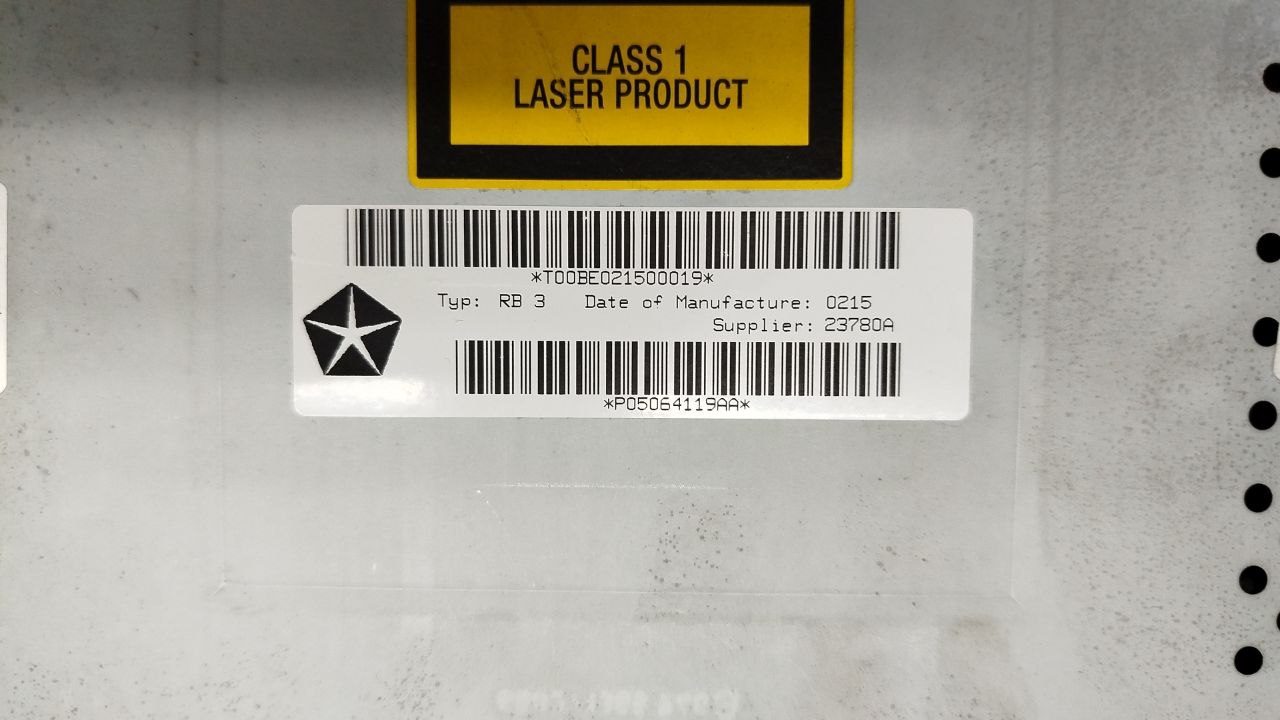 CLASS 1
LASER PRODUCT
*T00BE021500019*
Typ: RB 3 Date of Manufacture: 0215
Supplier: 23780A
*P05064119AA*